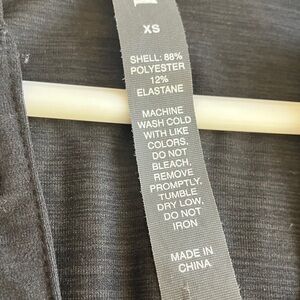 XS
SHELL: 88%
POLYESTER
12%
ELASTANE
MACHINE
WASH COLD
WITH LIKE
COLORS,
DO NOT
BLEACH,
REMOVE
PROMPTLY,
TUMBLE
DRY LOW,
DO NOT
IRON
MADE IN
CHINA